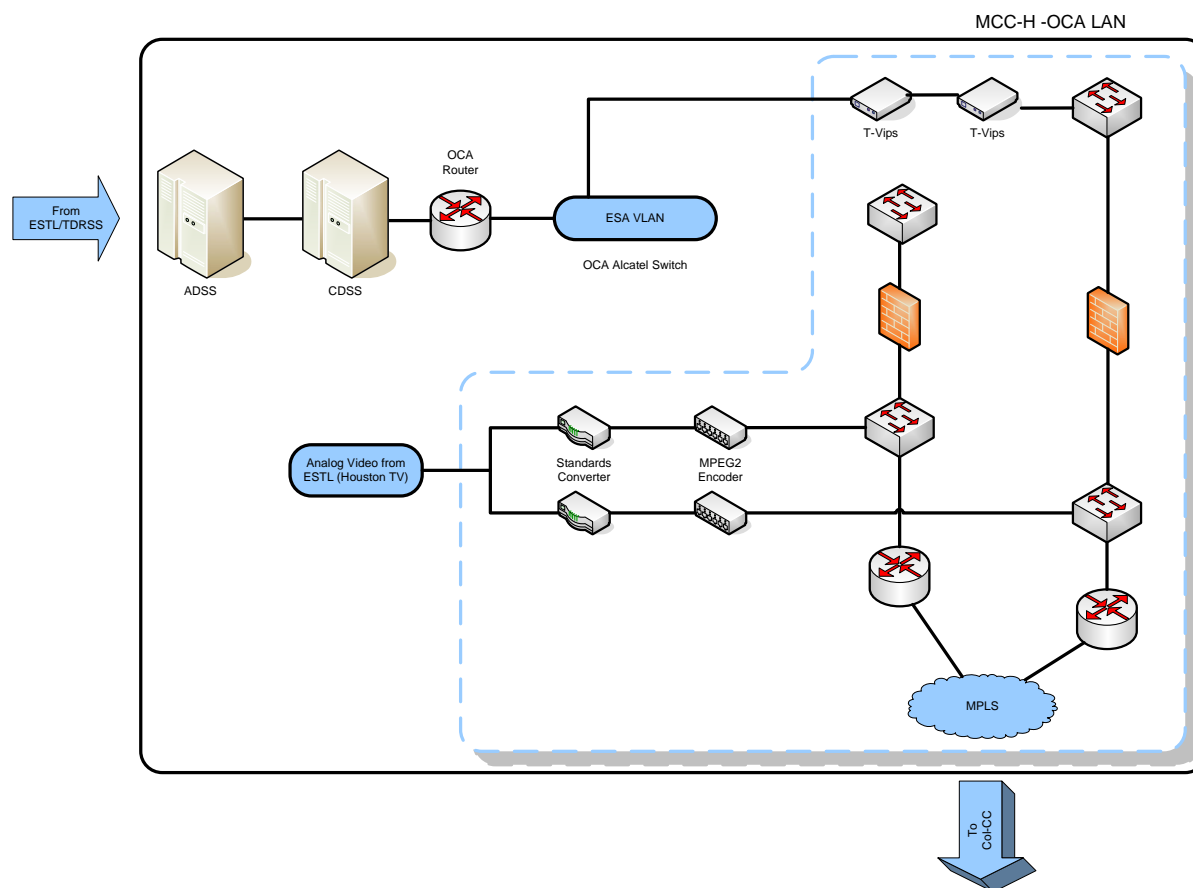 MCC-H -OCA LAN
T-Vips
T-Vips
OCA
Router
From
ESTL/TDRSS
ESA VLAN
OCA Alcatel Switch
ADSS
CDSS
Analog Video from
ESTL (Houston TV)
Standards
Converter
MPEG2
Encoder
MPLS
To
Col-CC